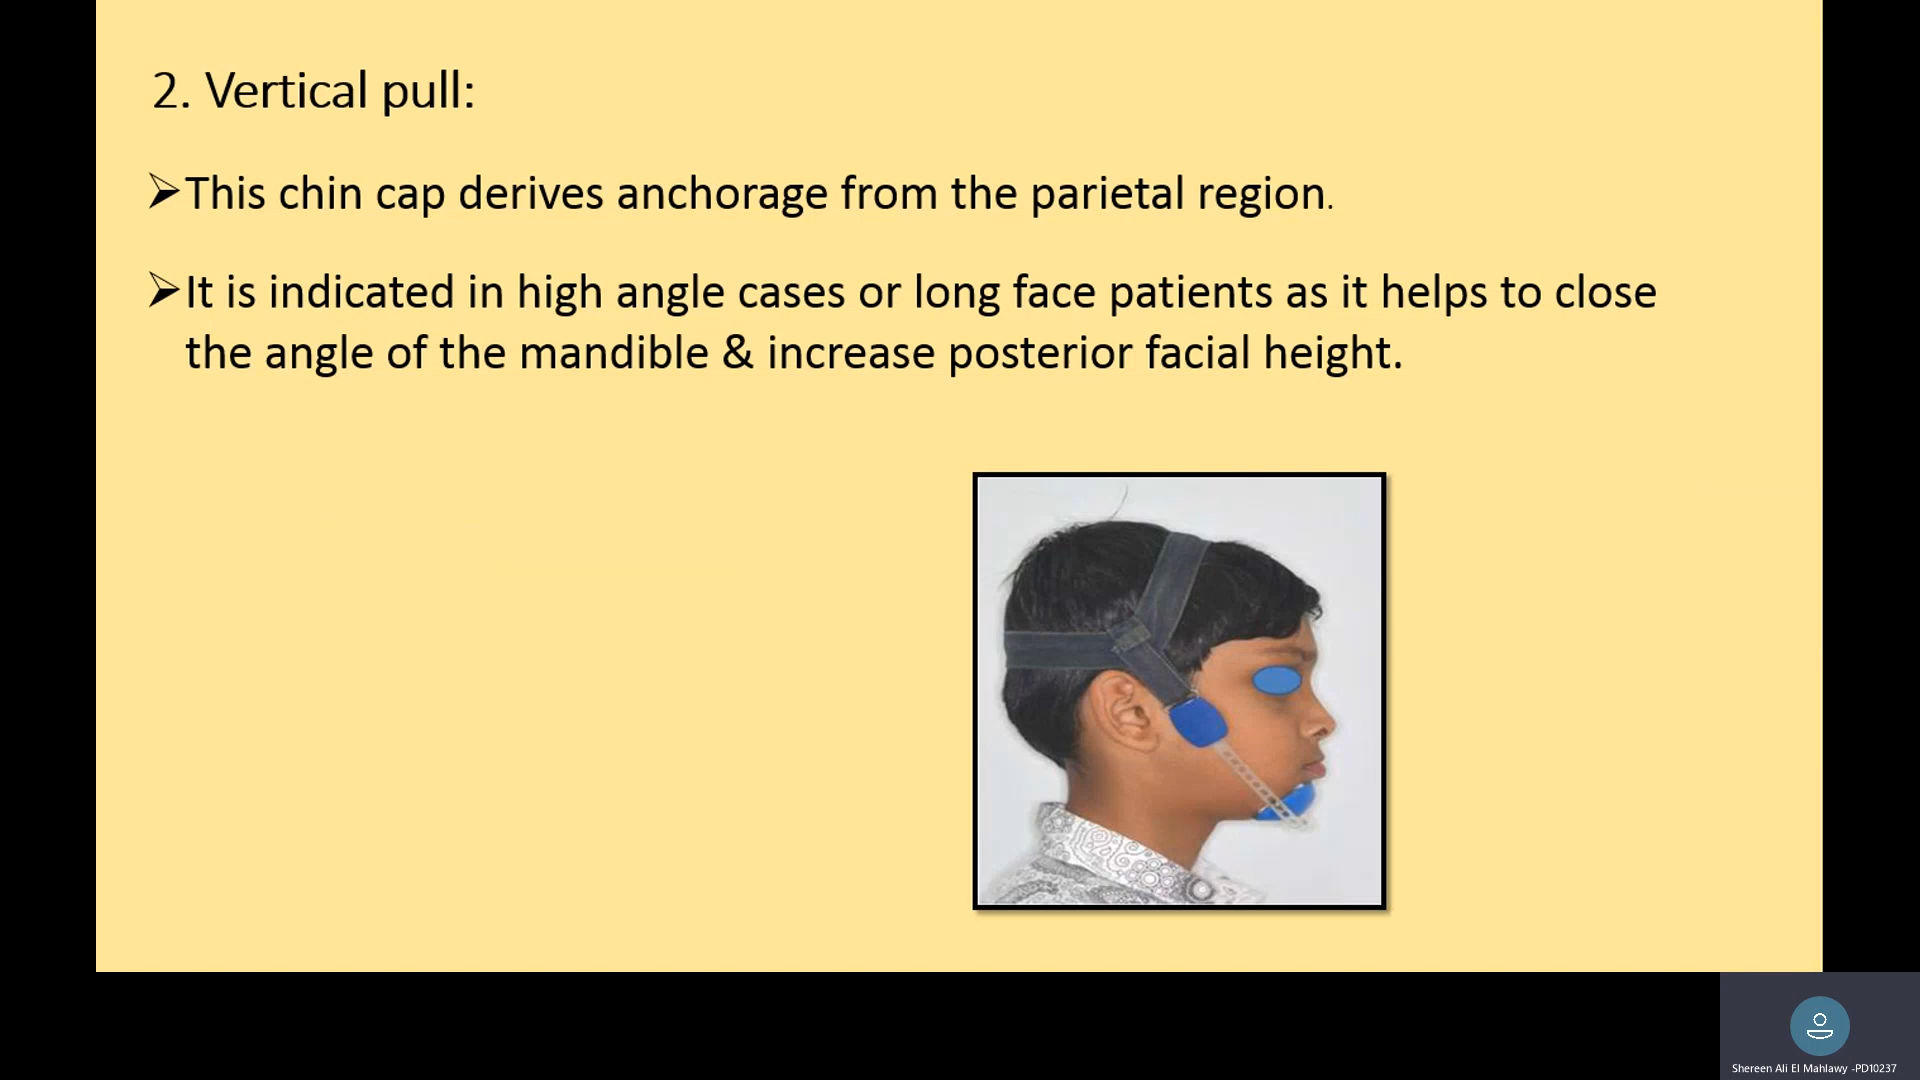 2. Vertical pull:
➢This chin cap derives anchorage from the parietal region.
➢It is indicated in high angle cases or long face patients as it helps to close
the angle of the mandible & increase posterior facial height.
Shereen Ali El Mahlawy -PD10237